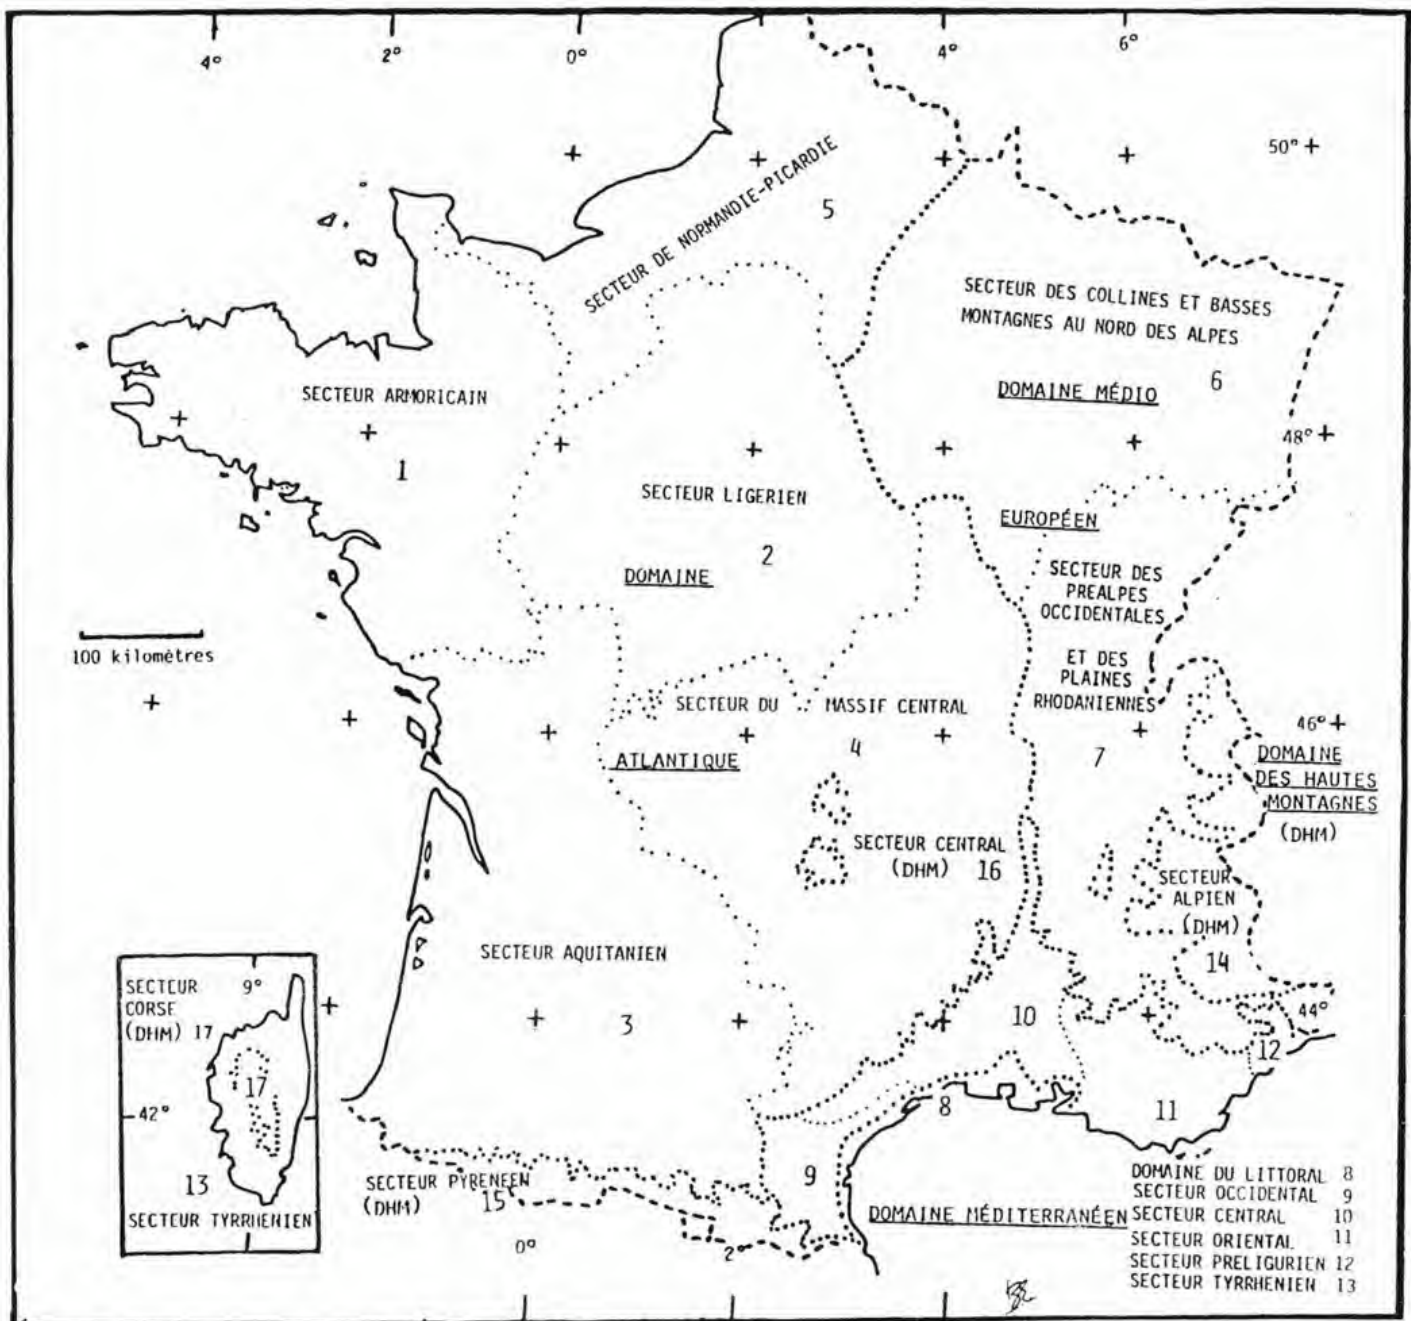 4° 2° 0° 4° 6°
50°
SECTEUR DE NORMANDIE-PICARDIE
5
SECTEUR DES COLLINES ET BASSES
MONTAGNES AU NORD DES ALPES
6
DOMAINE MÉDIO
SECTEUR ARMORICAIN
1
48°
SECTEUR LIGERIEN
2
EUROPÉEN
DOMAINE
SECTEUR DES
PREALPES
OCCIDENTALES
100 kilomètres
ET DES
PLAINES
RHODANIENNES
7
SECTEUR DU MASSIF CENTRAL
4
46°
ATLANTIQUE
DOMAINE
DES HAUTES
MONTAGNES
(DHM)
SECTEUR CENTRAL
(DHM) 16
SECTEUR
ALPIEN
(DHM)
14
SECTEUR AQUITANIEN
3
10
44°
12
SECTEUR
CORSE
(DHM) 17
9°
17
42°
13
SECTEUR TYRRHENIEN
8
11
9
SECTEUR PYRENEEN
(DHM)
15
0°
2°
DOMAINE MÉDITERRANÉEN
DOMAINE DU LITTORAL 8
SECTEUR OCCIDENTAL 9
SECTEUR CENTRAL 10
SECTEUR ORIENTAL 11
SECTEUR PRELIGURIEN 12
SECTEUR TYRRHENIEN 13